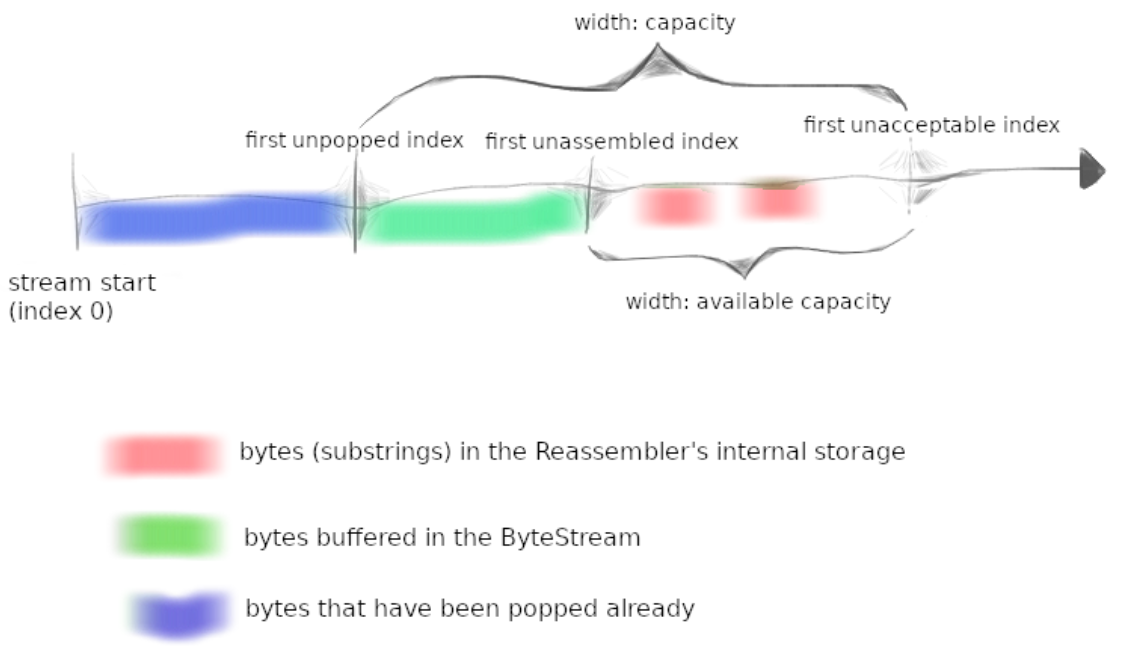 width: capacity
first unpopped index
first unassembled index
first unacceptable index
stream start
(index 0)
width: available capacity
bytes (substrings) in the Reassembler's internal storage
bytes buffered in the ByteStream
bytes that have been popped already